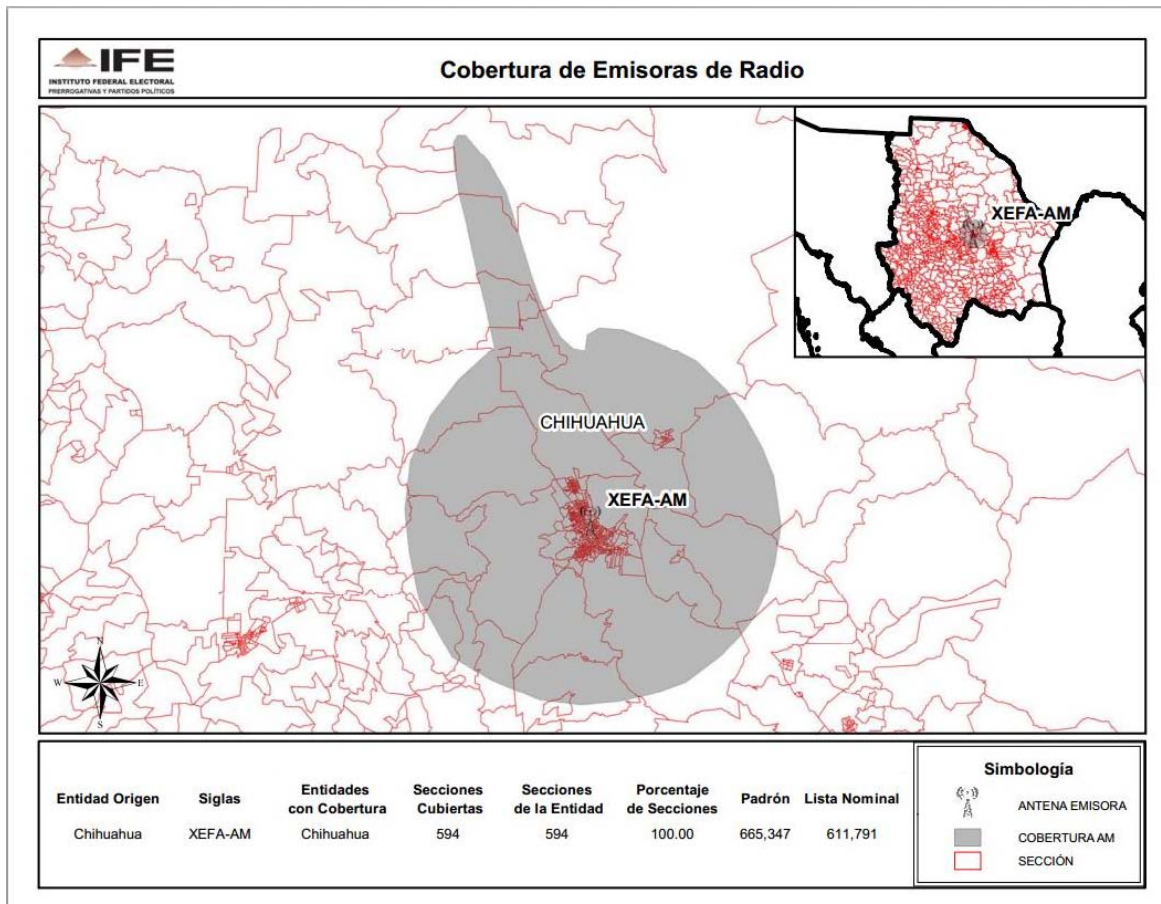 IFE
INSTITUTO FEDERAL ELECTORAL
PRERROGATIVAS Y PARTIDOS POLÍTICOS
Cobertura de Emisoras de Radio
XEFA-AM
CHIHUAHUA
XEFA-AM
N
W E
S
Entidad Origen Siglas Entidades con Cobertura Secciones Cubiertas Secciones de la Entidad Porcentaje de Secciones Padrón Lista Nominal
Chihuahua XEFA-AM Chihuahua 594 594 100.00 665,347 611,791
Simbología
ANTENA EMISORA
COBERTURA AM
SECCIÓN